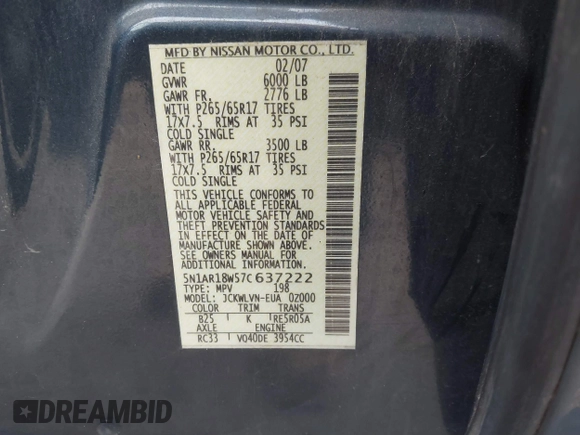 MFD BY NISSAN MOTOR CO., LTD.
DATE 02/07
GVWR 6000 LB
GAWR FR. 2776 LB
WITH P265/65R17 TIRES
17X7.5 RIMS AT 35 PSI
COLD SINGLE
GAWR RR. 3500 LB
WITH P265/65R17 TIRES
17X7.5 RIMS AT 35 PSI
COLD SINGLE
THIS VEHICLE CONFORMS TO
ALL APPLICABLE FEDERAL
MOTOR VEHICLE SAFETY AND
THEFT PREVENTION STANDARDS
IN EFFECT ON THE DATE OF
MANUFACTURE SHOWN ABOVE.
SEE OWNERS MANUAL FOR
ADDITIONAL INFORMATION.
5N1AR18W57C637222
TYPE: MPV 198
MODEL: JCKWLVN-EUA 0Z000
COLOR TRIM TRANS
B25 K RE5R05A
AXLE ENGINE
RC33 VQ40DE 3954CC
DREAMBID